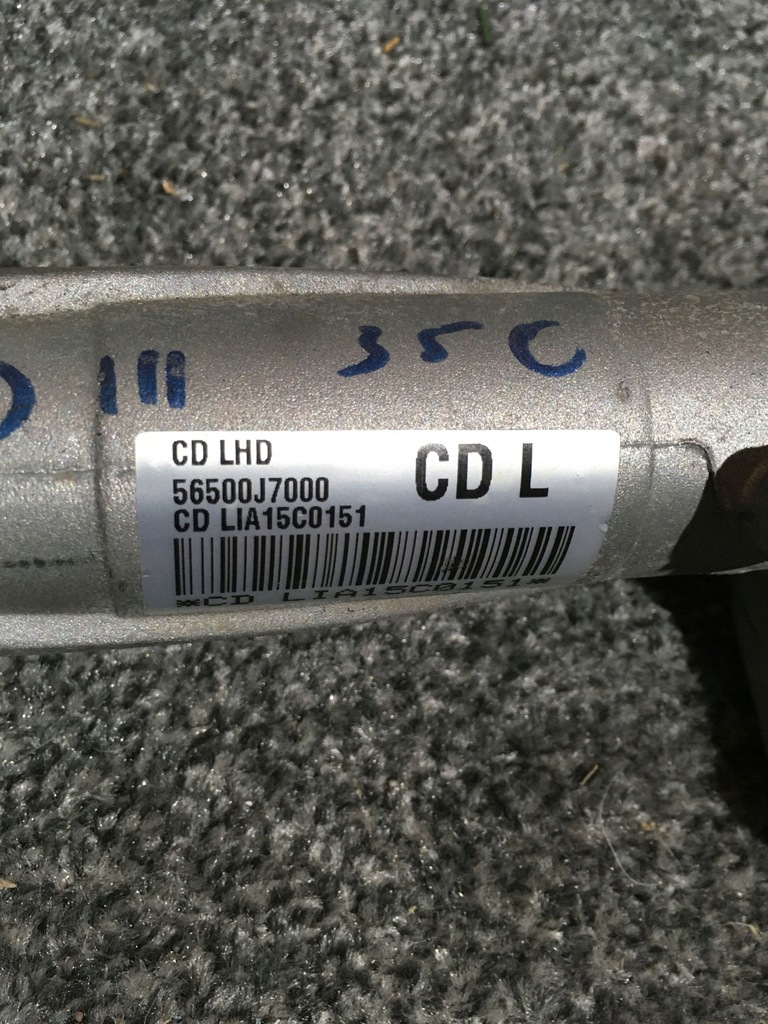 35C
CD LHD
CD L
56500J7000
CD LIA15C0151
*CD LIA15C0151*